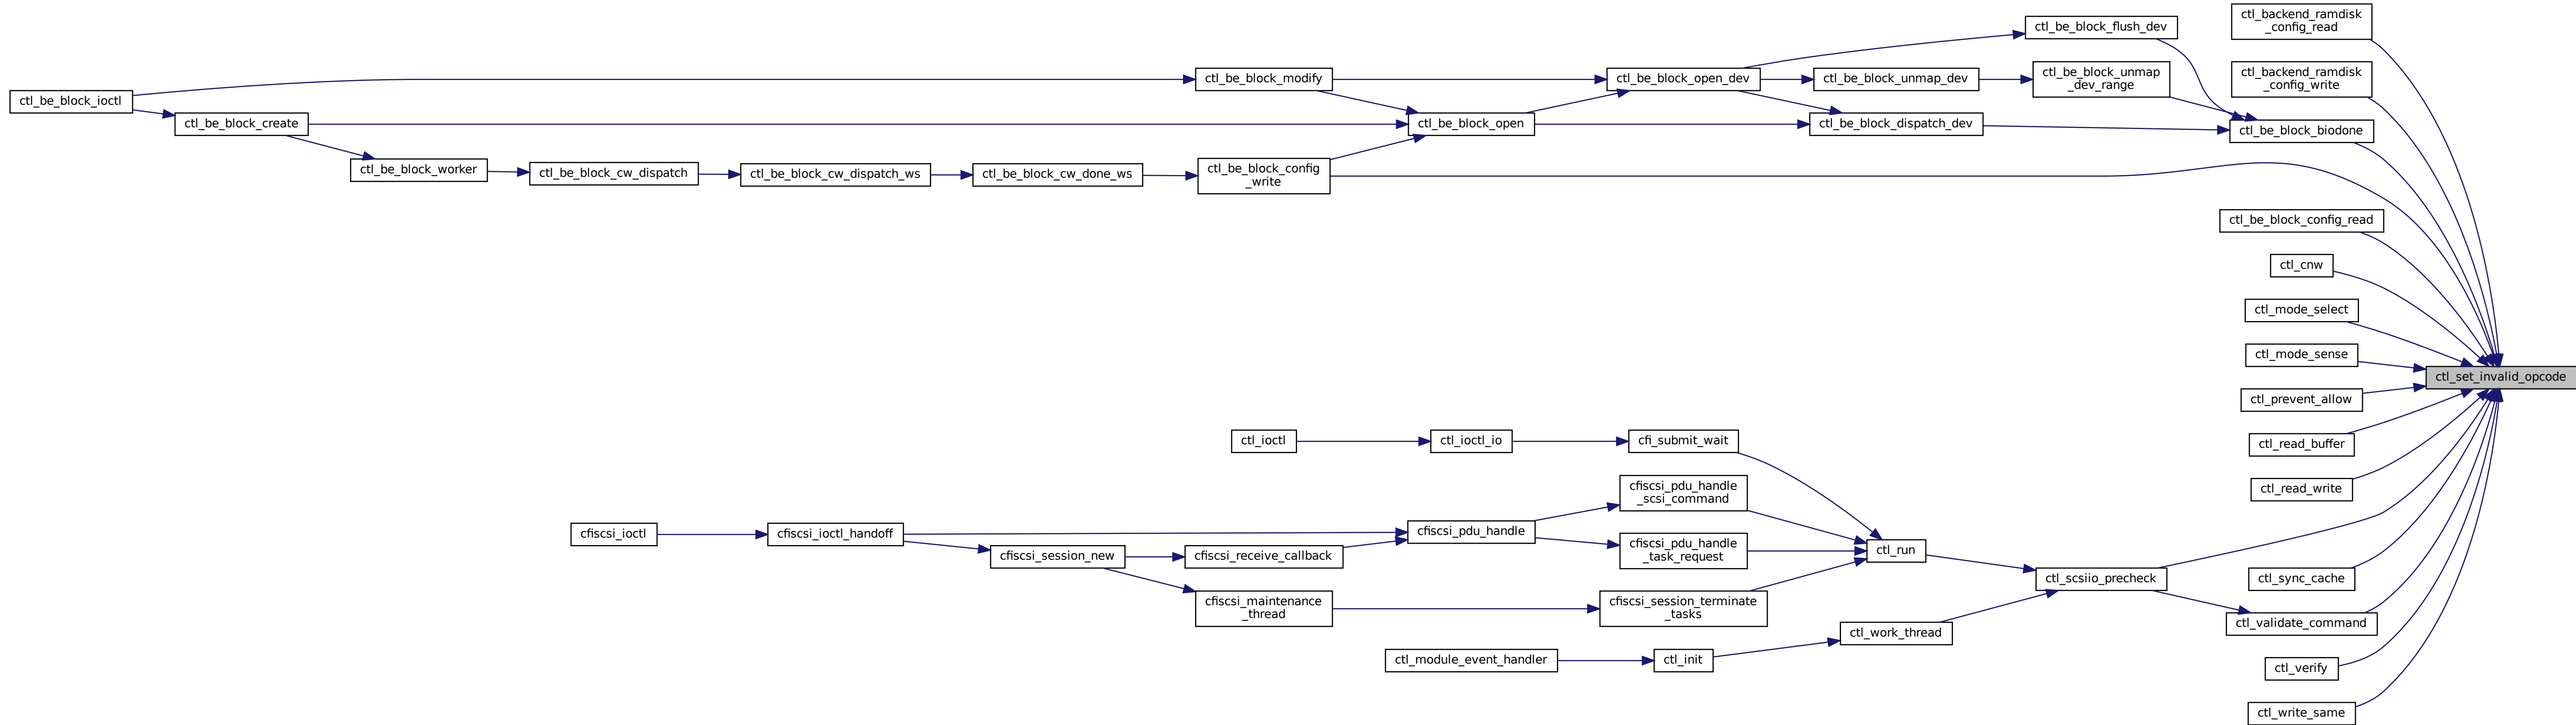 ctl_backend_ramdisk
_config_read
ctl_be_block_flush_dev
ctl_backend_ramdisk
_config_write
ctl_be_block_unmap
_dev_range
ctl_be_block_unmap_dev
ctl_be_block_open_dev
ctl_be_block_modify
ctl_be_block_ioctl
ctl_be_block_create
ctl_be_block_open
ctl_be_block_dispatch_dev
ctl_be_block_biodone
ctl_be_block_worker
ctl_be_block_cw_dispatch
ctl_be_block_cw_dispatch_ws
ctl_be_block_cw_done_ws
ctl_be_block_config
_write
ctl_be_block_config_read
ctl_cnw
ctl_mode_select
ctl_mode_sense
ctl_set_invalid_opcode
ctl_prevent_allow
ctl_read_buffer
ctl_ioctl
ctl_ioctl_io
cfi_submit_wait
ctl_read_write
cfiscsi_pdu_handle
_scsi_command
cfiscsi_ioctl
cfiscsi_ioctl_handoff
cfiscsi_pdu_handle
cfiscsi_pdu_handle
_task_request
ctl_run
cfiscsi_session_new
cfiscsi_receive_callback
ctl_scsiio_precheck
ctl_sync_cache
cfiscsi_maintenance
_thread
cfiscsi_session_terminate
_tasks
ctl_validate_command
ctl_work_thread
ctl_module_event_handler
ctl_init
ctl_verify
ctl_write_same